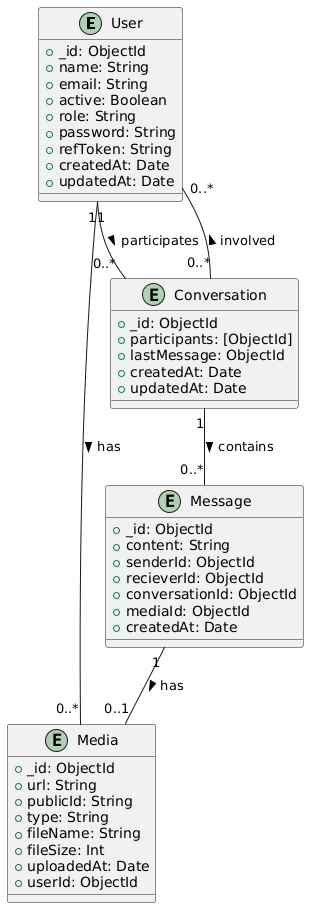 E User
_id: ObjectId
name: String
email: String
active: Boolean
role: String
password: String
refToken: String
createdAt: Date
updatedAt: Date
1
1
0..*
participates
involved
0..*
0..*
E Conversation
_id: ObjectId
participants: [ObjectId]
lastMessage: ObjectId
createdAt: Date
updatedAt: Date
1
has
contains
0..*
E Message
_id: ObjectId
content: String
senderId: ObjectId
recieverId: ObjectId
conversationId: ObjectId
mediaId: ObjectId
createdAt: Date
1
has
0..*
0..1
E Media
_id: ObjectId
url: String
publicId: String
type: String
fileName: String
fileSize: Int
uploadedAt: Date
userId: ObjectId